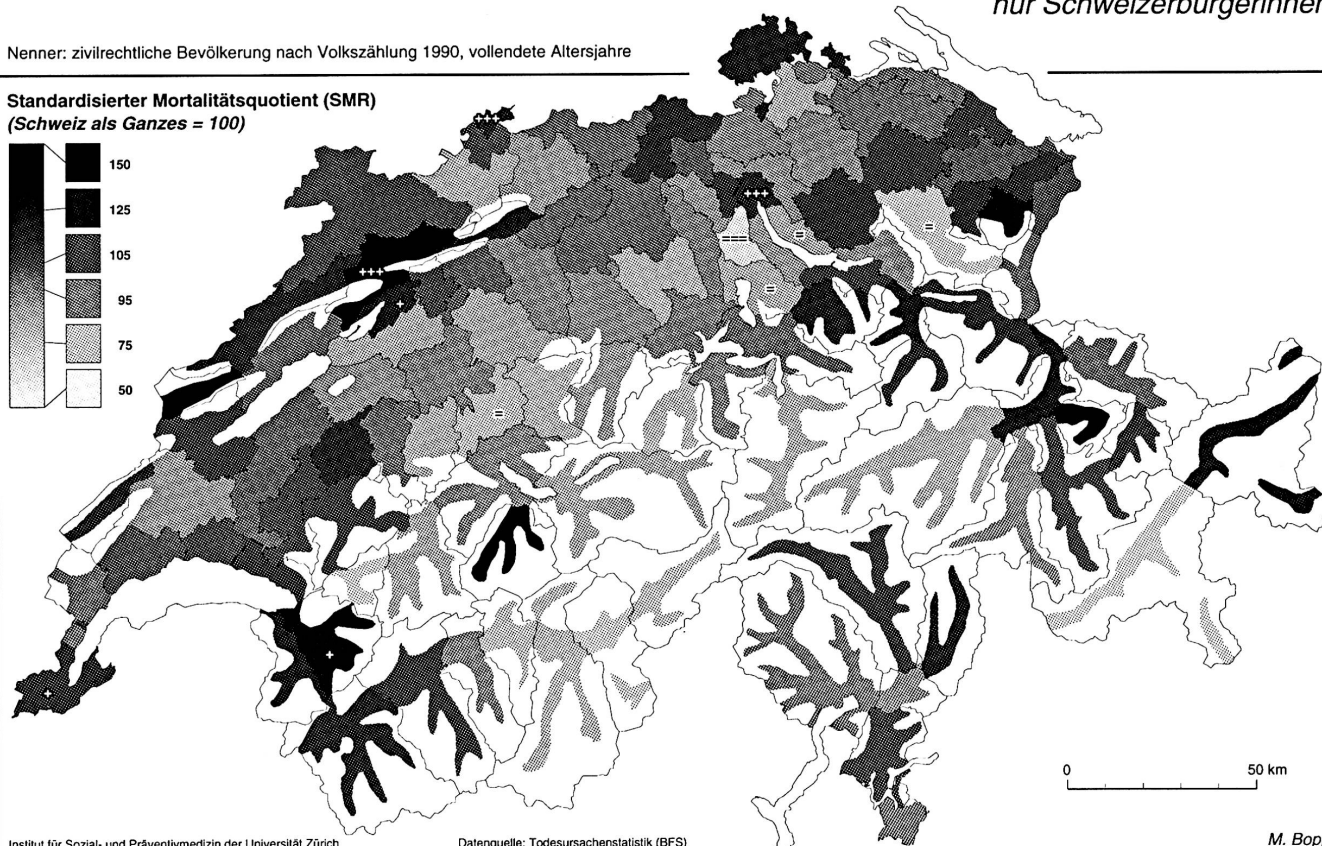 nur Schweizerbürgerinnen
Nenner: zivilrechtliche Bevölkerung nach Volkszählung 1990, vollendete Altersjahre
Standardisierter Mortalitätsquotient (SMR)
(Schweiz als Ganzes = 100)
150
125
105
95
75
50
+++
+++
===
=
=
+++
+
=
=
+
+
0 50 km
Institut für Sozial- und Präventivmedizin der Universität Zürich
Datenquelle: Todesursachenstatistik (BFS)
M. Bop